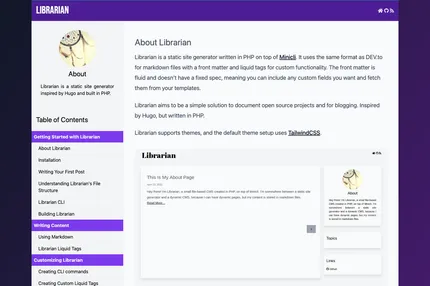 LIBRARIAN
About
Librarian is a static site generator
inspired by Hugo and built in PHP.
Table of Contents
Getting Started with Librarian
About Librarian
Installation
Writing Your First Post
Understanding Librarian's File
Structure
Librarian CLI
Building Librarian
Writing Content
Using Markdown
Librarian Liquid Tags
Customizing Librarian
Creating CLI commands
Creating Custom Liquid Tags
About Librarian
Librarian is a static site generator written in PHP on top of Minicli. It uses the same format as DEV.to
for markdown files with a front matter and liquid tags for custom functionality. The front matter is
fluid and doesn't have a fixed spec, meaning you can include any custom fields you want and fetch
them from your templates.
Librarian aims to be a simple solution to document open source projects and for blogging. Inspired
by Hugo, but written in PHP.
Librarian supports themes, and the default theme setup uses TailwindCSS.
Librarian
This is My About Page
Read More...
About
Topics
Links